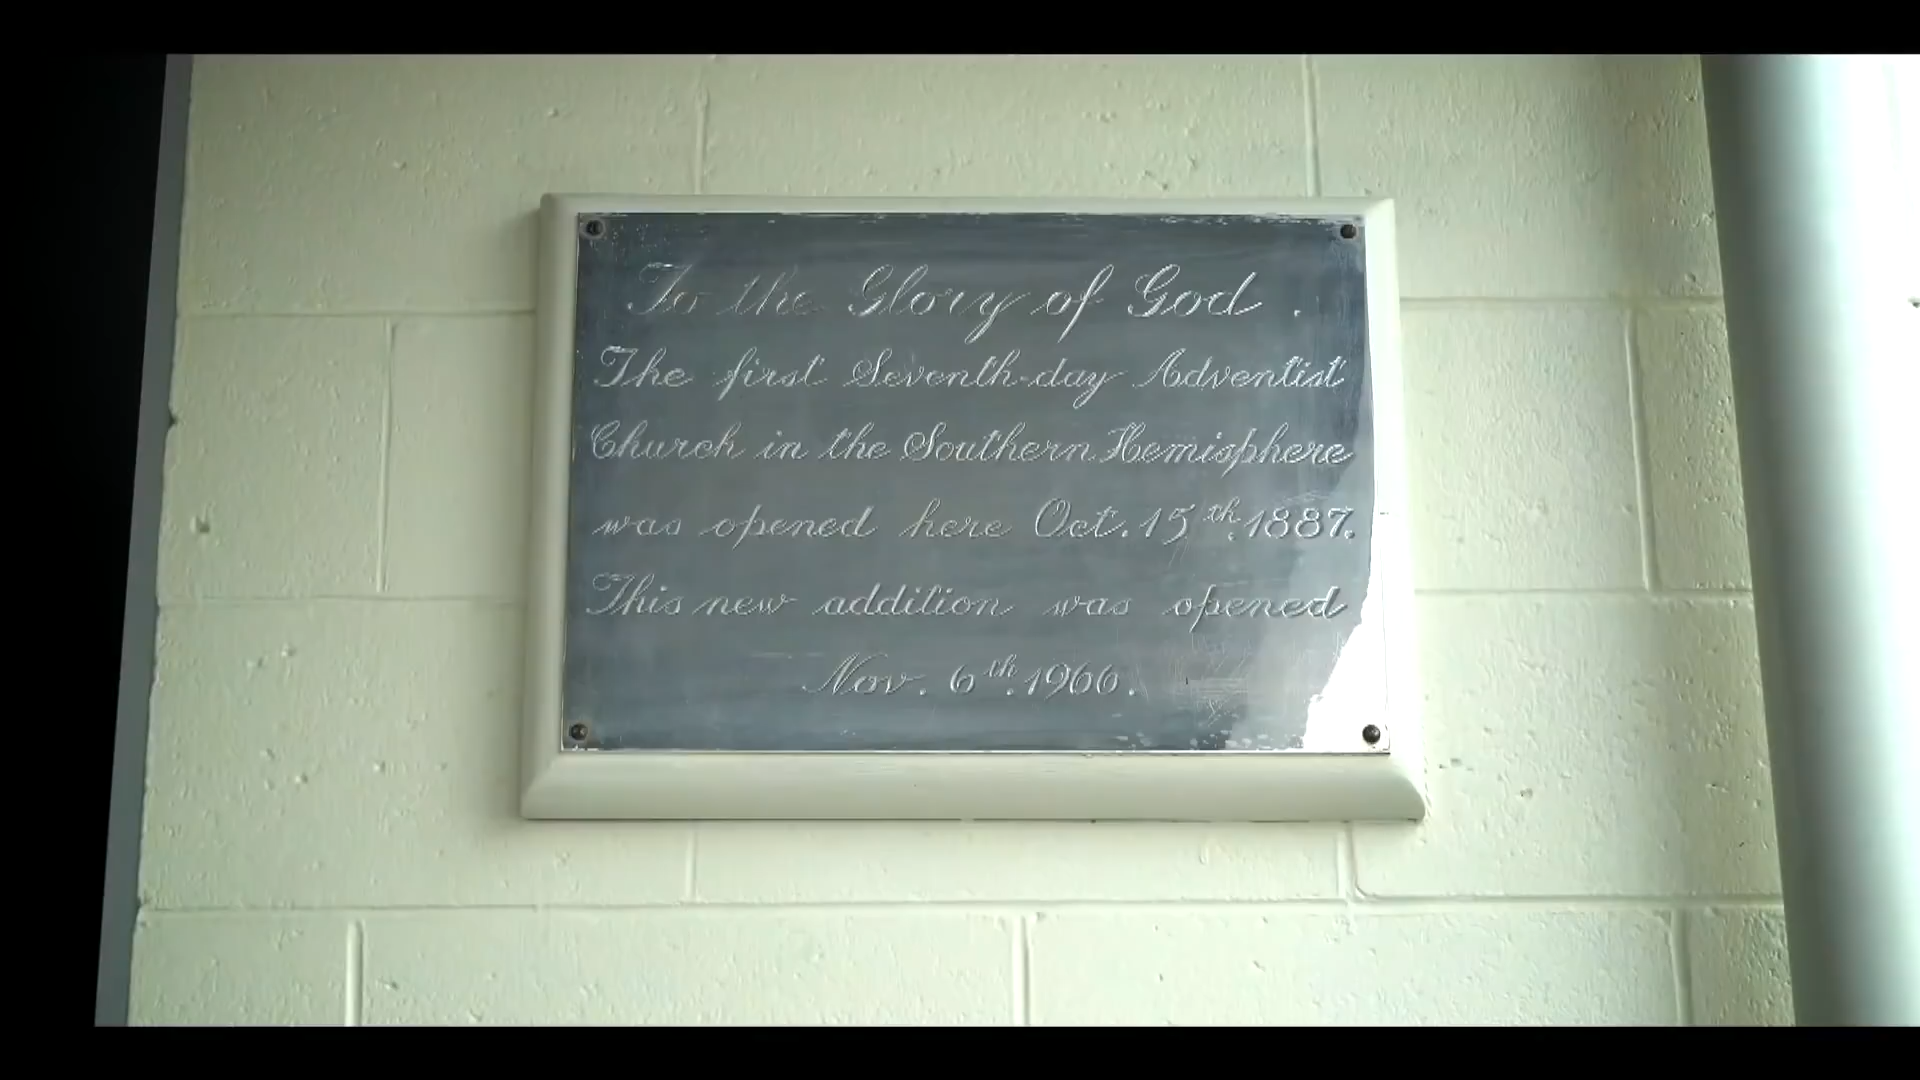 To the Glory of God.
The first Seventh-day Adventist
Church in the Southern Hemisphere
was opened here Oct. 15th. 1887.
This new addition was opened
Nov. 6th. 1966.